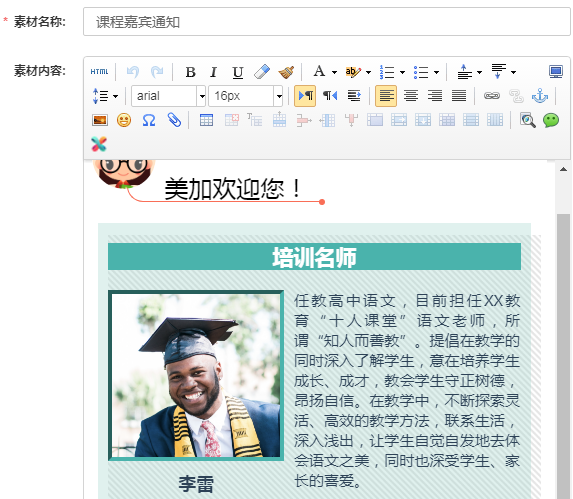 * 素材名称:
课程嘉宾通知
素材内容:
HTML B I U A ab
arial 16px
美加欢迎您！
培训名师
任教高中语文，目前担任XX教
育“十人课堂”语文老师，所
谓“知人而善教”。提倡在教学的
同时深入了解学生，意在培养学生
成长、成才，教会学生守正树德，
昂扬自信。在教学中，不断探索灵
活、高效的教学方法，联系生活，
深入浅出，让学生自觉自发地去体
会语文之美，同时也深受学生、家
长的喜爱。
李雷